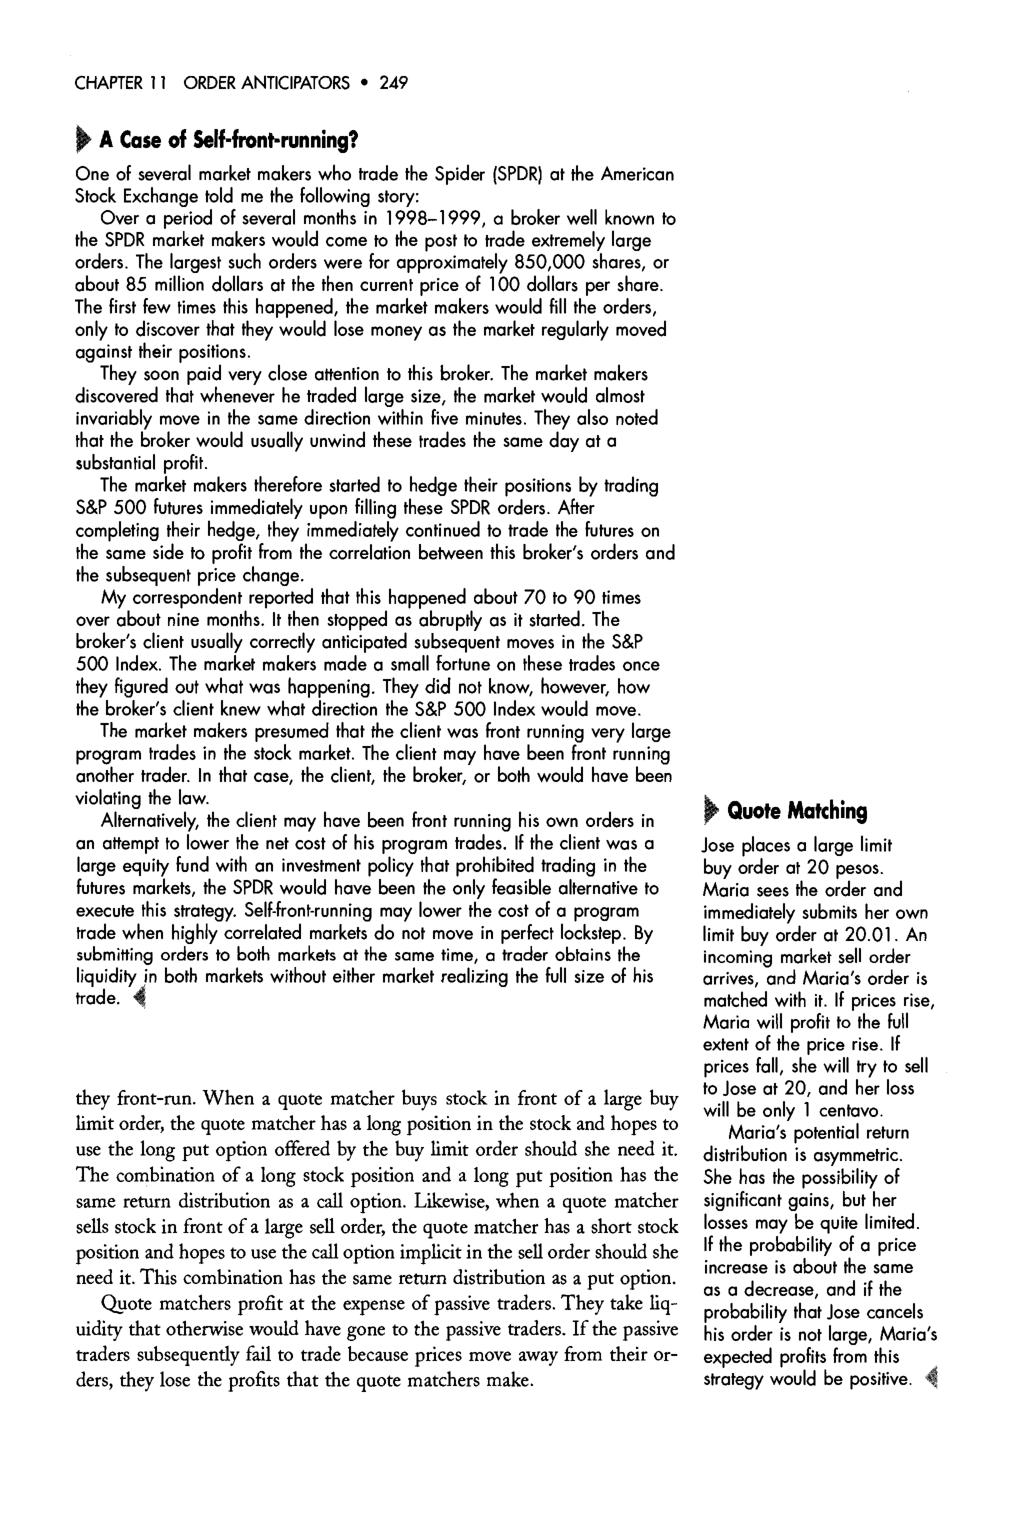 CHAPTER 11 ORDER ANTICIPATORS • 249
A Case of Self-front-running?
One of several market makers who trade the Spider (SPDR) at the American
Stock Exchange told me the following story:
Over a period of several months in 1998–1999, a broker well known to
the SPDR market makers would come to the post to trade extremely large
orders. The largest such orders were for approximately 850,000 shares, or
about 85 million dollars at the then current price of 100 dollars per share.
The first few times this happened, the market makers would fill the orders,
only to discover that they would lose money as the market regularly moved
against their positions.
They soon paid very close attention to this broker. The market makers
discovered that whenever he traded large size, the market would almost
invariably move in the same direction within five minutes. They also noted
that the broker would usually unwind these trades the same day at a
substantial profit.
The market makers therefore started to hedge their positions by trading
S&P 500 futures immediately upon filling these SPDR orders. After
completing their hedge, they immediately continued to trade the futures on
the same side to profit from the correlation between this broker's orders and
the subsequent price change.
My correspondent reported that this happened about 70 to 90 times
over about nine months. It then stopped as abruptly as it started. The
broker's client usually correctly anticipated subsequent moves in the S&P
500 Index. The market makers made a small fortune on these trades once
they figured out what was happening. They did not know, however, how
the broker's client knew what direction the S&P 500 Index would move.
The market makers presumed that the client was front running very large
program trades in the stock market. The client may have been front running
another trader. In that case, the client, the broker, or both would have been
violating the law.
Alternatively, the client may have been front running his own orders in
an attempt to lower the net cost of his program trades. If the client was a
large equity fund with an investment policy that prohibited trading in the
futures markets, the SPDR would have been the only feasible alternative to
execute this strategy. Self-front-running may lower the cost of a program
trade when highly correlated markets do not move in perfect lockstep. By
submitting orders to both markets at the same time, a trader obtains the
liquidity in both markets without either market realizing the full size of his
trade.
they front-run. When a quote matcher buys stock in front of a large buy
limit order, the quote matcher has a long position in the stock and hopes to
use the long put option offered by the buy limit order should she need it.
The combination of a long stock position and a long put position has the
same return distribution as a call option. Likewise, when a quote matcher
sells stock in front of a large sell order, the quote matcher has a short stock
position and hopes to use the call option implicit in the sell order should she
need it. This combination has the same return distribution as a put option.
Quote matchers profit at the expense of passive traders. They take liq-
uidity that otherwise would have gone to the passive traders. If the passive
traders subsequently fail to trade because prices move away from their or-
ders, they lose the profits that the quote matchers make.
Quote Matching
Jose places a large limit
buy order at 20 pesos.
Maria sees the order and
immediately submits her own
limit buy order at 20.01. An
incoming market sell order
arrives, and Maria's order is
matched with it. If prices rise,
Maria will profit to the full
extent of the price rise. If
prices fall, she will try to sell
to Jose at 20, and her loss
will be only 1 centavo.
Maria's potential return
distribution is asymmetric.
She has the possibility of
significant gains, but her
losses may be quite limited.
If the probability of a price
increase is about the same
as a decrease, and if the
probability that Jose cancels
his order is not large, Maria's
expected profits from this
strategy would be positive.